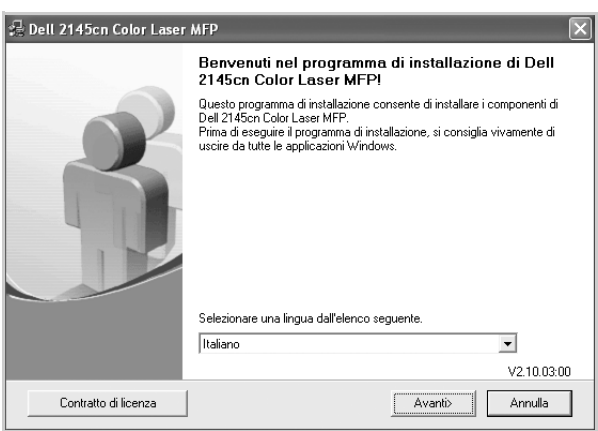 Dell 2145cn Color Laser MFP
Benvenuti nel programma di installazione di Dell
2145cn Color Laser MFP!
Questo programma di installazione consente di installare i componenti di
Dell 2145cn Color Laser MFP.
Prima di eseguire il programma di installazione, si consiglia vivamente di
uscire da tutte le applicazioni Windows.
Selezionare una lingua dall'elenco seguente.
Italiano
V2.10.03:00
Contratto di licenza
Avanti>
Annulla